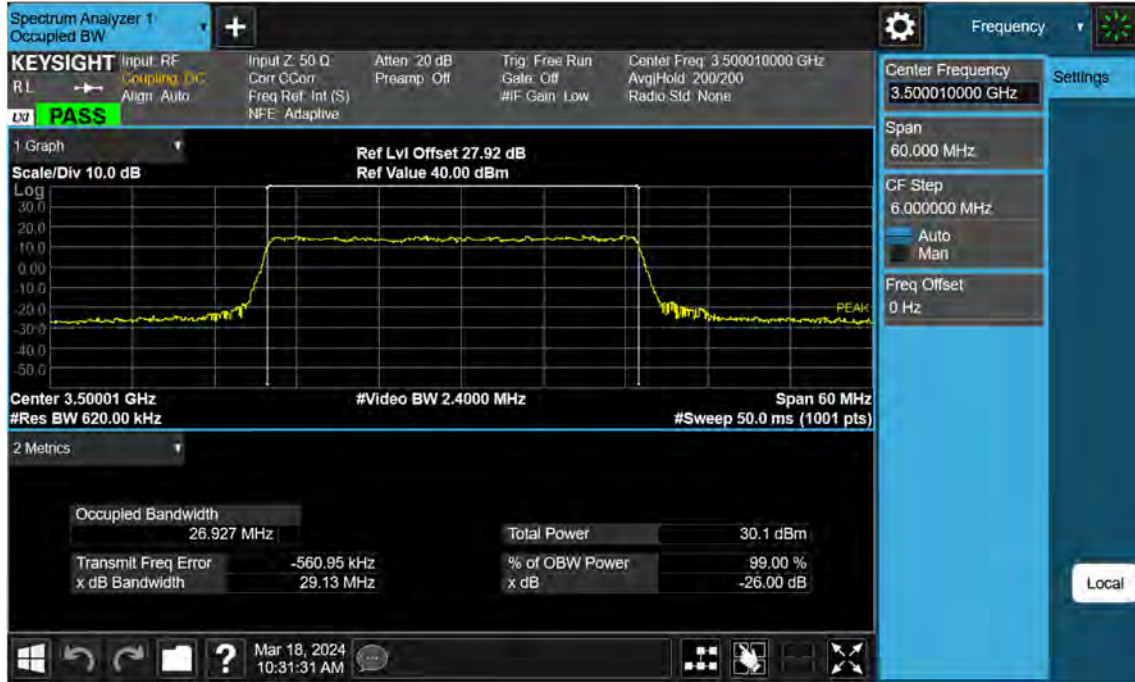 Spectrum Analyzer 1
Occupied BW
+
Frequency
KEYSIGHT
Input: RF
Coupling: DC
Align: Auto
Input Z: 50 Ω
Corr CCorr
Freq Ref: Int (S)
NFE: Adaptive
Atten: 20 dB
Preamp: Off
Trig: Free Run
Gate: Off
#IF Gain: Low
Center Freq: 3.500010000 GHz
Avg|Hold: 200/200
Radio Std: None
RL
LXI
PASS
1 Graph
Scale/Div 10.0 dB
Ref Lvl Offset 27.92 dB
Ref Value 40.00 dBm
Log
30.0
20.0
10.0
0.00
-10.0
-20.0
-30.0
-40.0
-50.0
PEAK
Center 3.50001 GHz
#Video BW 2.4000 MHz
Span 60 MHz
#Res BW 620.00 kHz
#Sweep 50.0 ms (1001 pts)
2 Metrics
Occupied Bandwidth
26.927 MHz
Total Power 30.1 dBm
Transmit Freq Error -560.95 kHz
% of OBW Power 99.00 %
x dB Bandwidth 29.13 MHz
x dB -26.00 dB
Center Frequency
3.500010000 GHz
Settings
Span
60.000 MHz
CF Step
6.000000 MHz
Auto
Man
Freq Offset
0 Hz
Local
?
Mar 18, 2024
10:31:31 AM